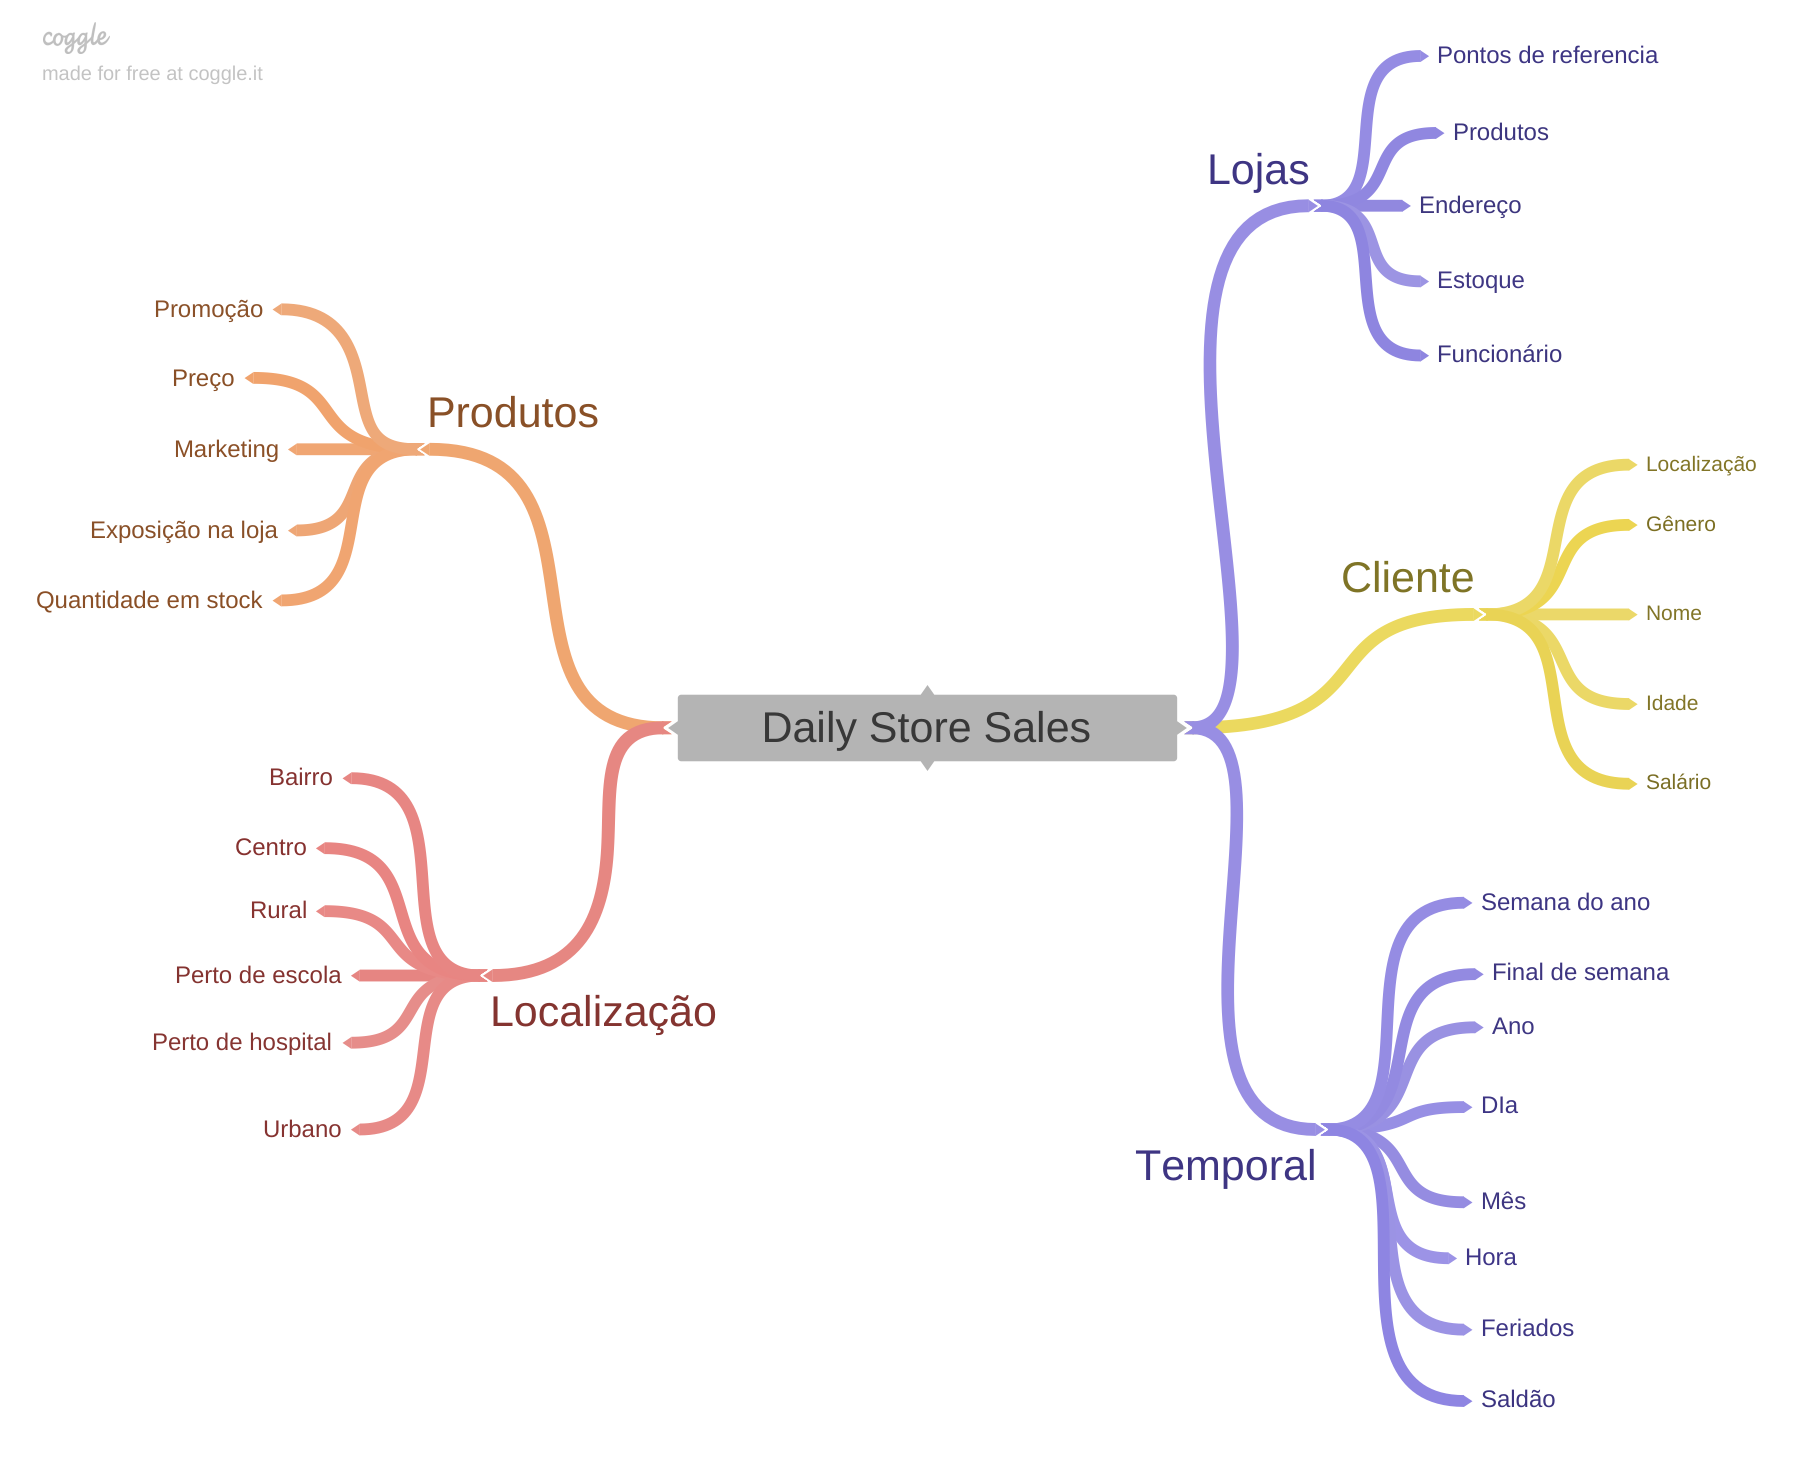 coggle
made for free at coggle.it
Daily Store Sales
Lojas
Pontos de referencia
Produtos
Endereço
Estoque
Funcionário
Cliente
Localização
Gênero
Nome
Idade
Salário
Temporal
Semana do ano
Final de semana
Ano
DIa
Mês
Hora
Feriados
Saldão
Produtos
Promoção
Preço
Marketing
Exposição na loja
Quantidade em stock
Localização
Bairro
Centro
Rural
Perto de escola
Perto de hospital
Urbano